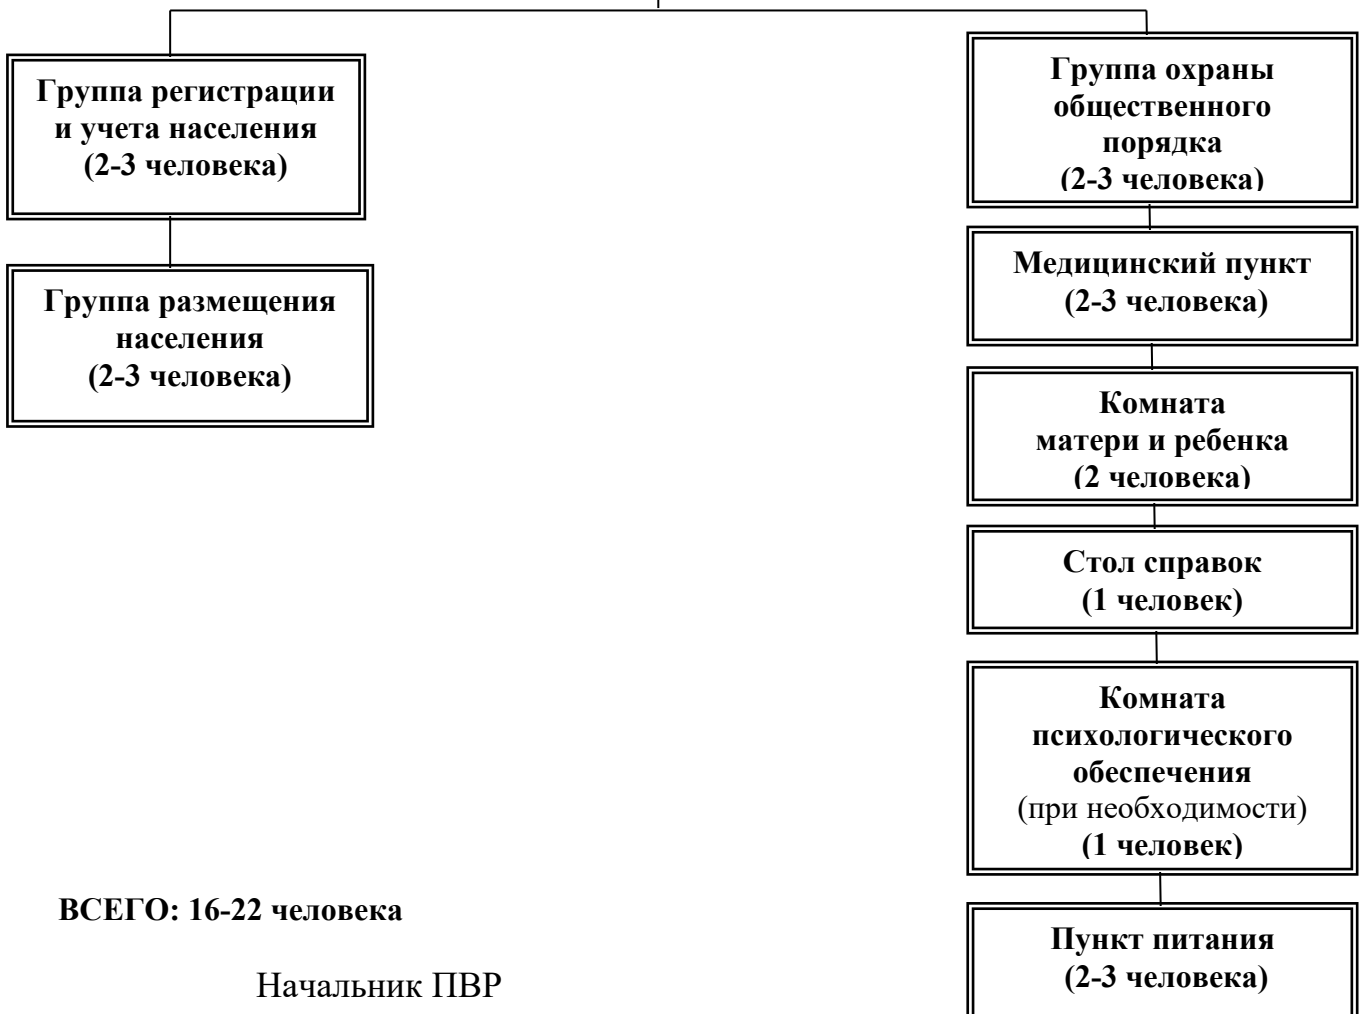 Группа регистрации
и учета населения
(2-3 человека)
Группа размещения
населения
(2-3 человека)
Группа охраны
общественного
порядка
(2-3 человека)
Медицинский пункт
(2-3 человека)
Комната
матери и ребенка
(2 человека)
Стол справок
(1 человек)
Комната
психологического
обеспечения
(при необходимости)
(1 человек)
Пункт питания
(2-3 человека)
ВСЕГО: 16-22 человека
Начальник ПВР